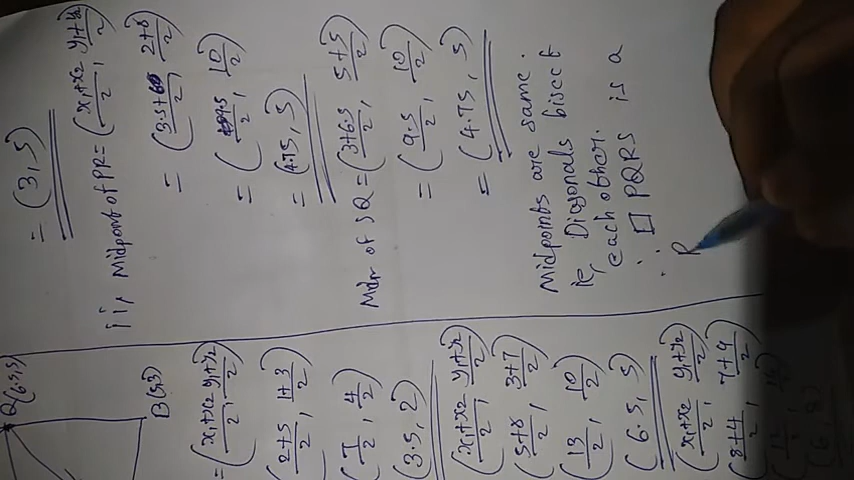 Q(6.5,5)
B(5,3)
= (x₁+x₂/2, y₁+y₂/2)
(2+5/2, 1+3/2)
(7/2, 4/2)
(3.5, 2)
(x₁+x₂/2, y₁+y₂/2)
(5+8/2, 3+7/2)
(13/2, 10/2)
(6.5, 5)
(x₁+x₂/2, y₁+y₂/2)
(8+4/2, 7+9/2)
= (3, 5)
ii, Midpoint of PR = (x₁+x₂/2, y₁+y₂/2)
= (3.5+6/2, 2+8/2)
= (9.5/2, 10/2)
= (4.75, 5)
of SQ = (3+6.5/2, 5+5/2)
= (9.5/2, 10/2)
= (4.75, 5)
Midpoints are same.
ie, Diagonals bisect
each other.
∴ □ PQRS is a
P